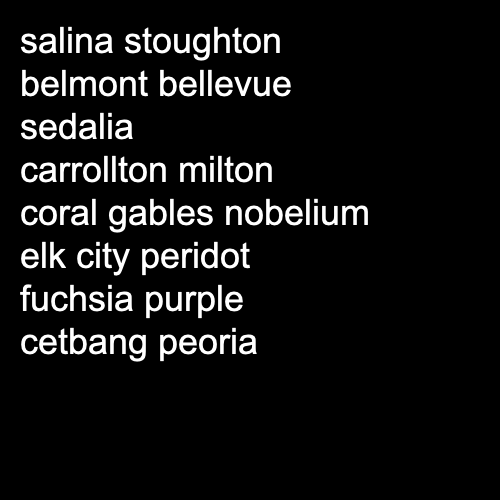 salina stoughton
belmont bellevue
sedalia
carrollton milton
coral gables nobelium
elk city peridot
fuchsia purple
cetbang peoria